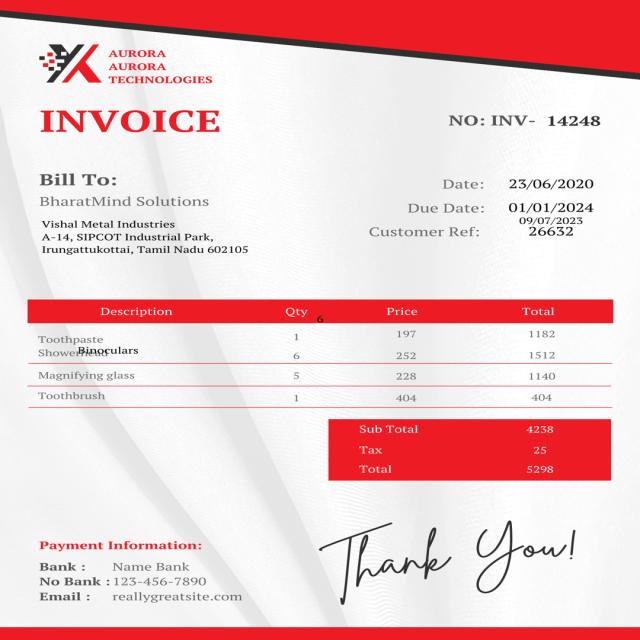 AURORA
AURORA
TECHNOLOGIES
INVOICE
NO: INV- 14248
Bill To:
BharatMind Solutions
Vishal Metal Industries
A-14, SIPCOT Industrial Park,
Irungattukottai, Tamil Nadu 602105
Date: 23/06/2020
Due Date: 01/01/2024
09/07/2023
Customer Ref: 26632
Description Qty Price Total
6
Toothpaste 1 197 1182
Showerhead 6 252 1512
Binoculars
Magnifying glass 5 228 1140
Toothbrush 1 404 404
Sub Total 4238
Tax 25
Total 5298
Payment Information:
Bank : Name Bank
No Bank : 123-456-7890
Email : reallygreatsite.com
Thank You!